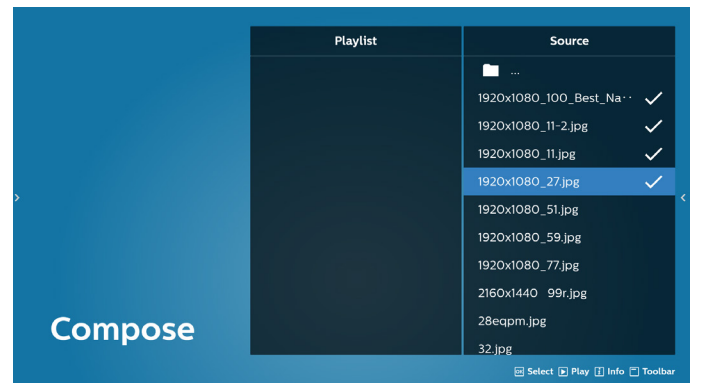 Playlist
Source
...
1920x1080_100_Best_Na··
1920x1080_11-2.jpg
1920x1080_11.jpg
1920x1080_27.jpg
1920x1080_51.jpg
1920x1080_59.jpg
1920x1080_77.jpg
2160x1440 99r.jpg
28eqpm.jpg
32.jpg
Compose
OK Select Play i Info Toolbar